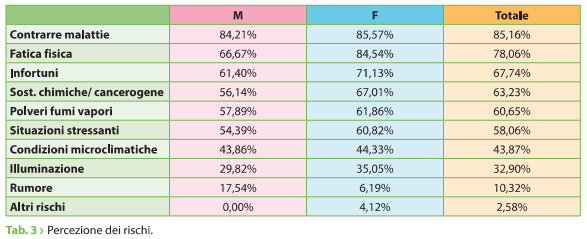 M F Totale
Contrarre malattie 84,21% 85,57% 85,16%
Fatica fisica 66,67% 84,54% 78,06%
Infortuni 61,40% 71,13% 67,74%
Sost. chimiche/ cancerogene 56,14% 67,01% 63,23%
Polveri fumi vapori 57,89% 61,86% 60,65%
Situazioni stressanti 54,39% 60,82% 58,06%
Condizioni microclimatiche 43,86% 44,33% 43,87%
Illuminazione 29,82% 35,05% 32,90%
Rumore 17,54% 6,19% 10,32%
Altri rischi 0,00% 4,12% 2,58%
Tab. 3 › Percezione dei rischi.